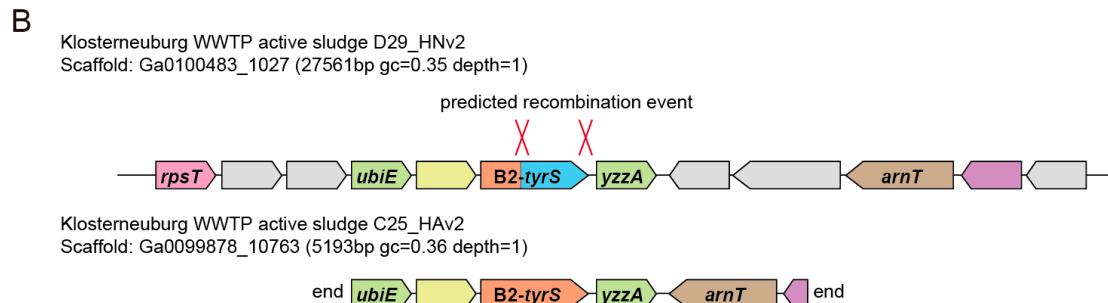 B
Klosterneuburg WWTP active sludge D29_HNv2
Scaffold: Ga0100483_1027 (27561bp gc=0.35 depth=1)
predicted recombination event
rpsT ubiE B2-tyrS yzzA arnT
Klosterneuburg WWTP active sludge C25_HAv2
Scaffold: Ga0099878_10763 (5193bp gc=0.36 depth=1)
end ubiE B2-tyrS yzzA arnT end